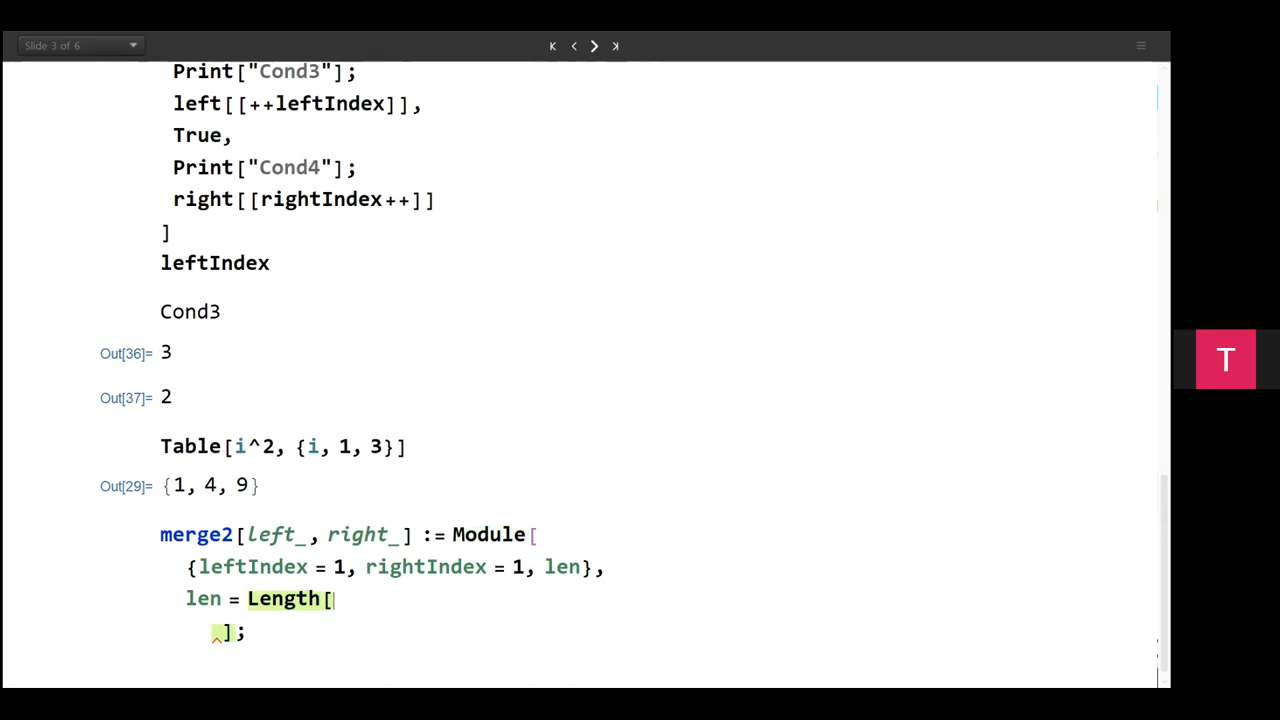 Slide 3 of 6
Print["Cond3"];
left[[++leftIndex]],
True,
Print["Cond4"];
right[[rightIndex++]]
]
leftIndex
Cond3
Out[36]= 3
Out[37]= 2
Table[i^2, {i, 1, 3}]
Out[29]= {1, 4, 9}
merge2[left_, right_] := Module[
{leftIndex = 1, rightIndex = 1, len},
len = Length[
];
T